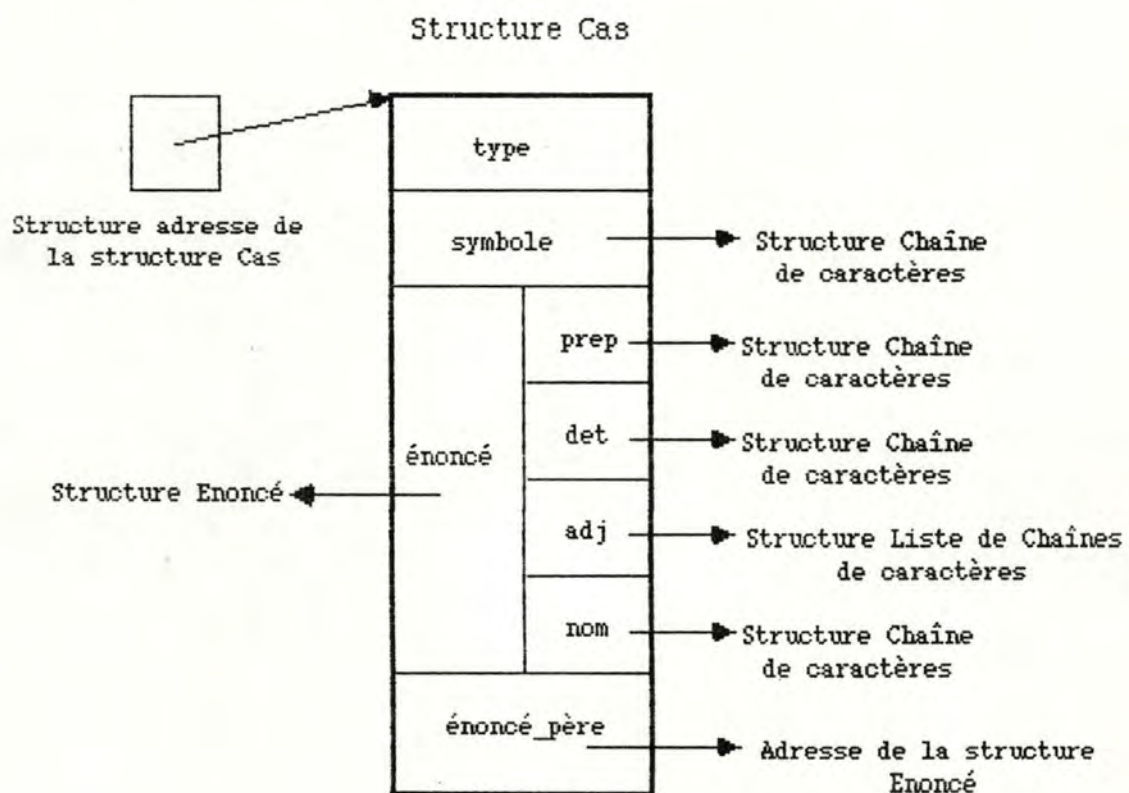 Structure Cas
type
Structure adresse de
la structure Cas
symbole
Structure Chaîne
de caractères
prep
Structure Chaîne
de caractères
det
Structure Chaîne
de caractères
énoncé
Structure Enoncé
adj
Structure Liste de Chaînes
de caractères
nom
Structure Chaîne
de caractères
énoncé_père
Adresse de la structure
Enoncé